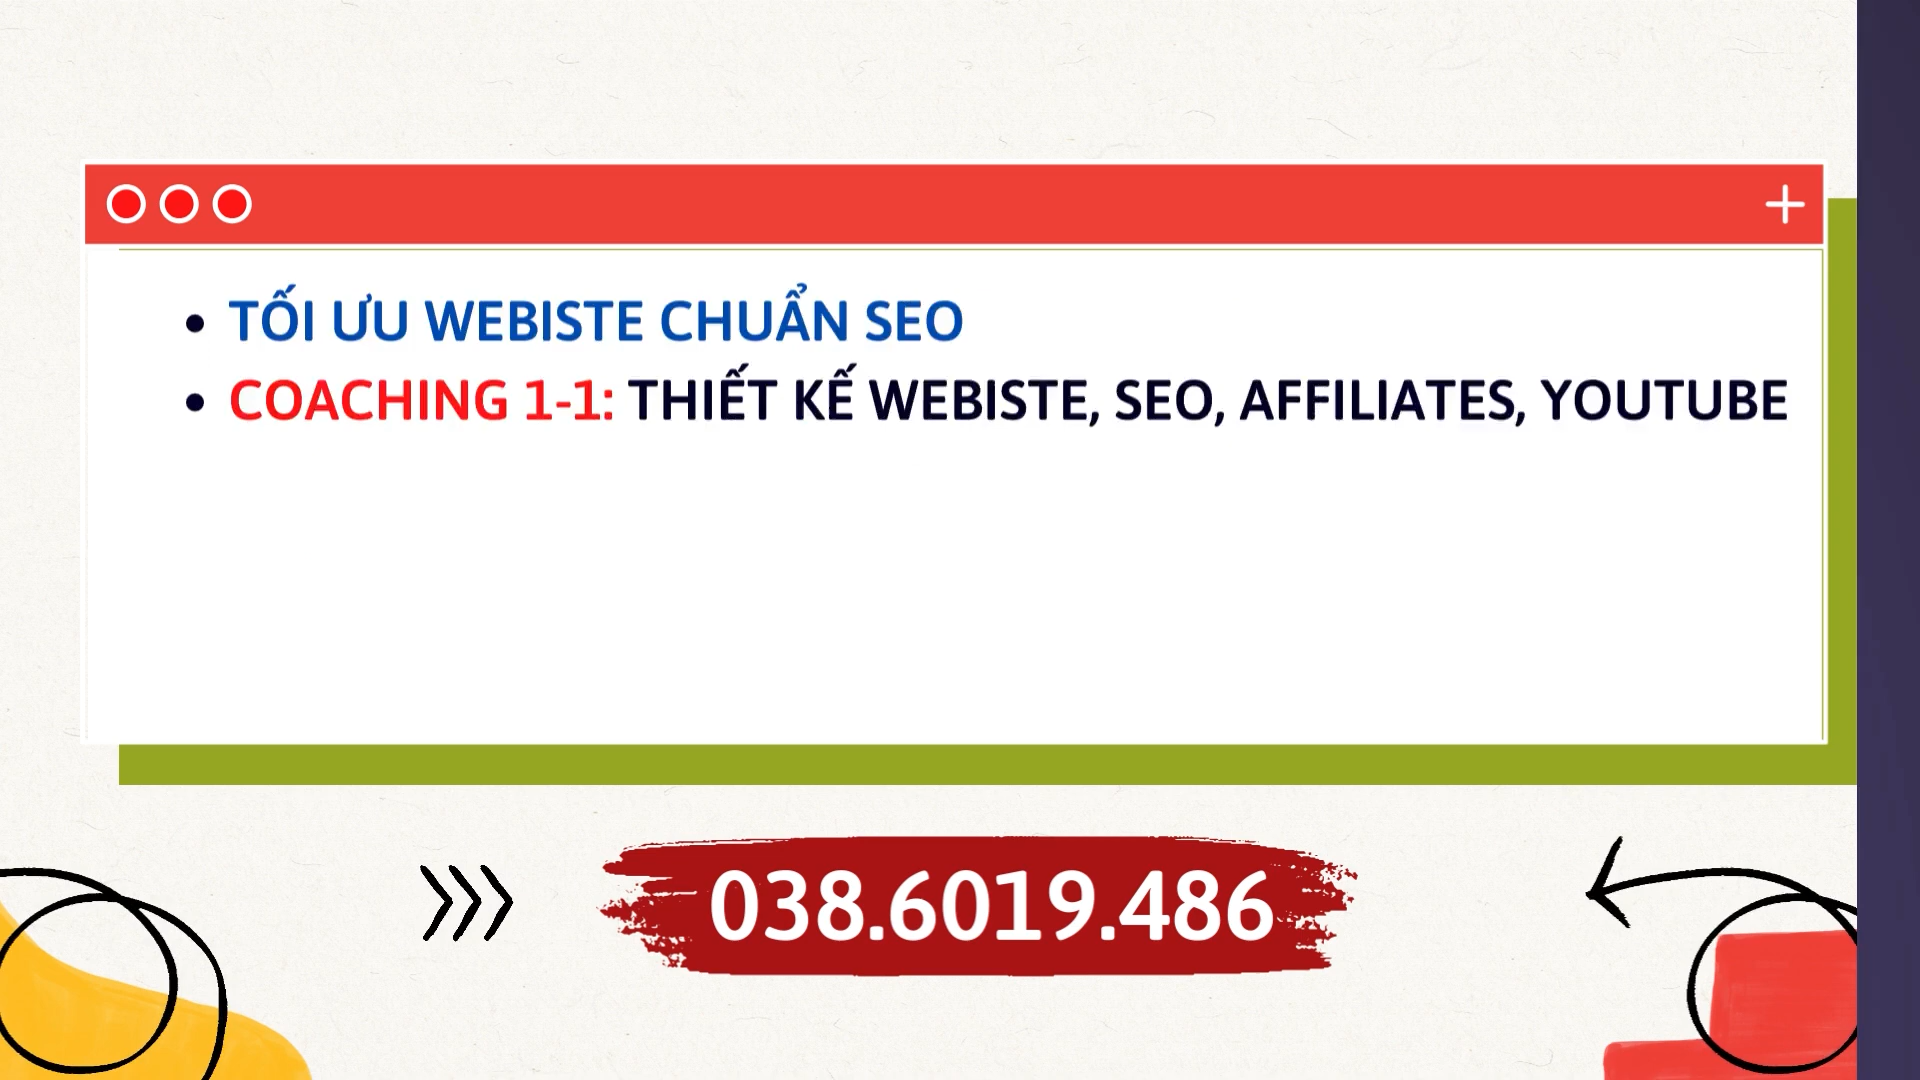 • TỐI ƯU WEBISTE CHUẨN SEO
• COACHING 1-1: THIẾT KẾ WEBISTE, SEO, AFFILIATES, YOUTUBE
038.6019.486